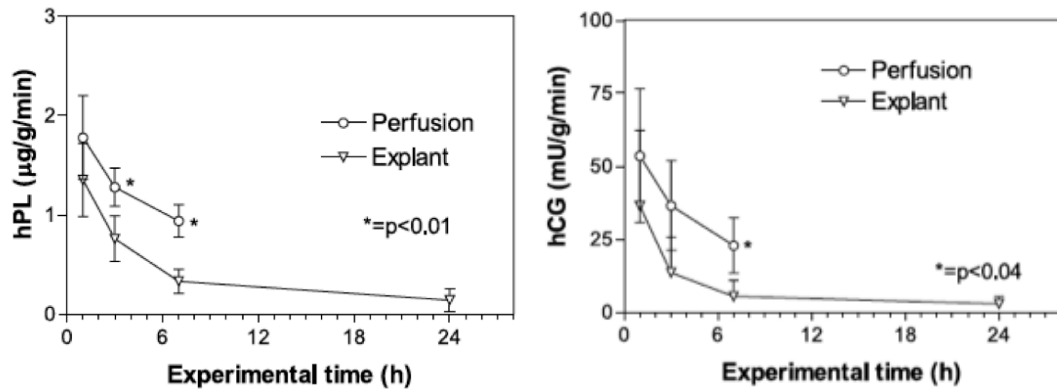 3
2
1
0
hPL (µg/g/min)
Perfusion
Explant
*
*
*=p<0.01
0 6 12 18 24
Experimental time (h)
100
75
50
25
0
hCG (mU/g/min)
Perfusion
Explant
*
*=p<0.04
0 6 12 18 24
Experimental time (h)